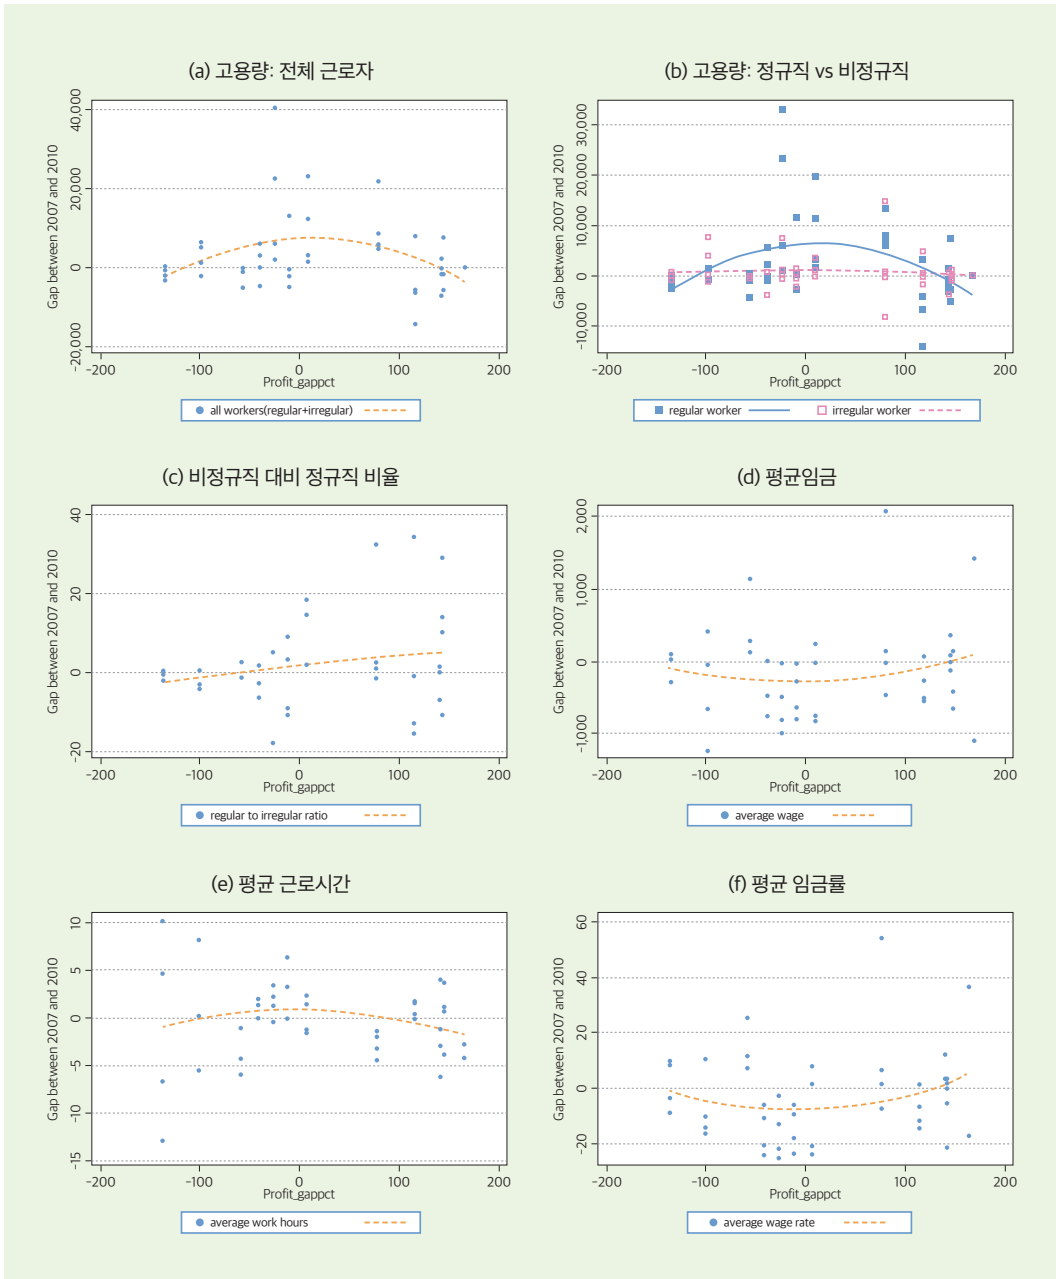 (a) 고용량: 전체 근로자
Gap between 2007 and 2010
40,000
20,000
0
-20,000
-200 -100 0 100 200
Profit_gappct
all workers(regular+irregular)
(b) 고용량: 정규직 vs 비정규직
Gap between 2007 and 2010
30,000
20,000
10,000
0
-10,000
-200 -100 0 100 200
Profit_gappct
regular worker irregular worker
(c) 비정규직 대비 정규직 비율
Gap between 2007 and 2010
40
20
0
-20
-200 -100 0 100 200
Profit_gappct
regular to irregular ratio
(d) 평균임금
Gap between 2007 and 2010
2,000
1,000
0
-1,000
-200 -100 0 100 200
Profit_gappct
average wage
(e) 평균 근로시간
Gap between 2007 and 2010
10
5
0
-5
-10
-15
-200 -100 0 100 200
Profit_gappct
average work hours
(f) 평균 임금률
Gap between 2007 and 2010
60
40
20
0
-20
-200 -100 0 100 200
Profit_gappct
average wage rate